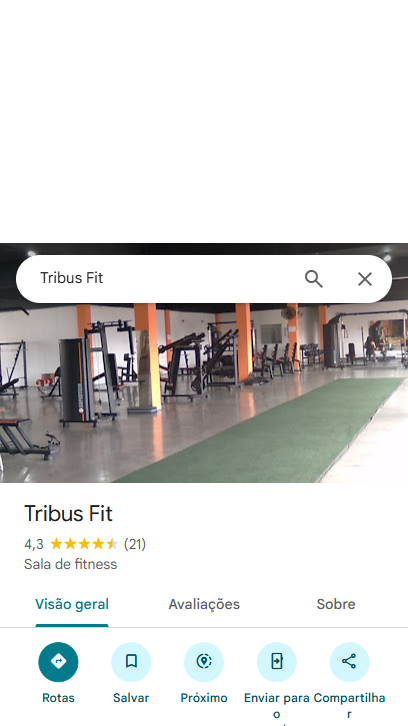 Tribus Fit
Tribus Fit
4,3 (21)
Sala de fitness
Visão geral Avaliações Sobre
Rotas Salvar Próximo Enviar para Compartilha
o r